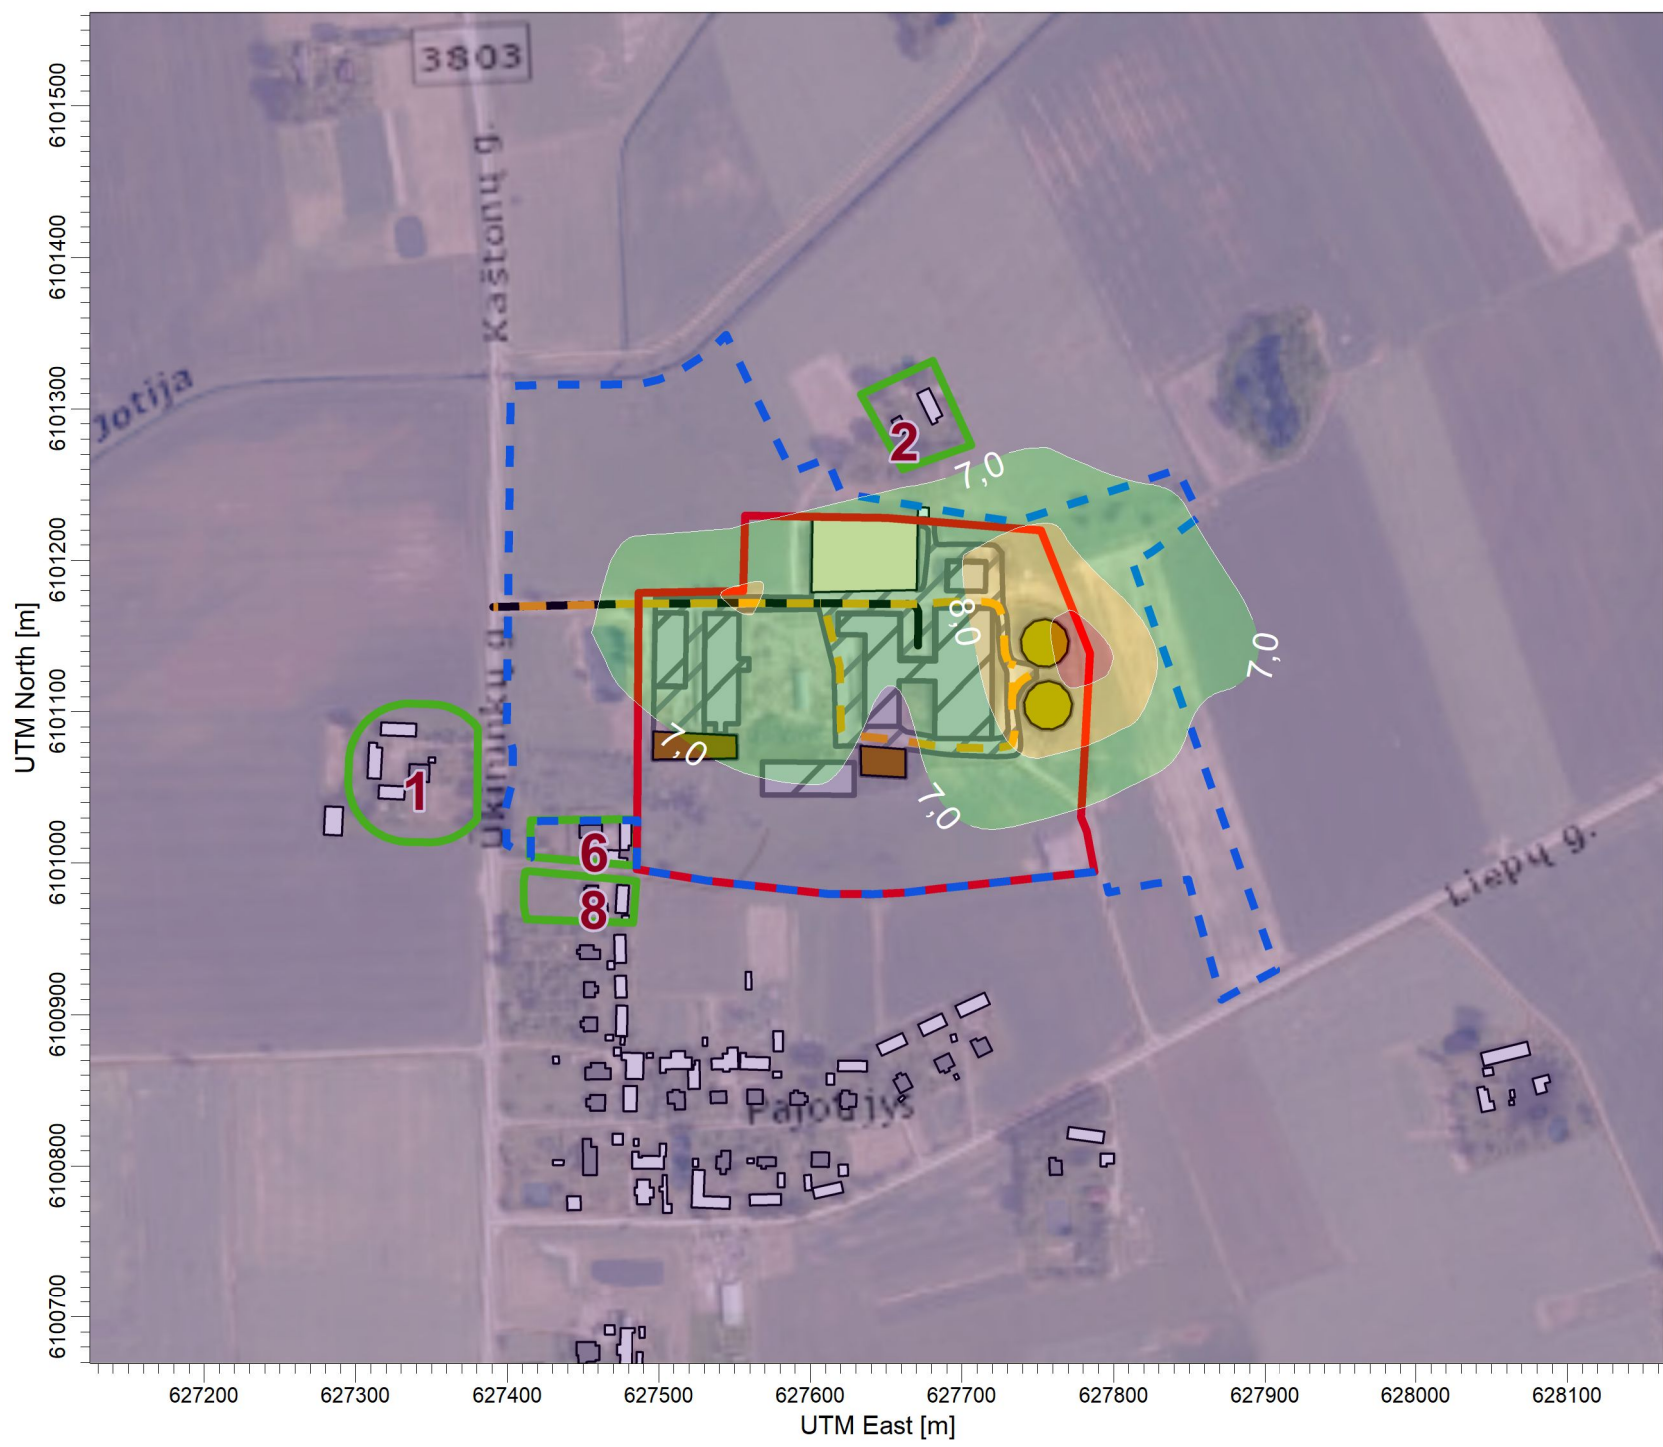 3803
Kaštonų g.
Jotija
2
7,0
8,0
7,0
1
Ūkininkų g.
7,0
7,0
6
8
Liepų g.
Pajotijys
UTM North [m]
6101500
6101400
6101300
6101200
6101100
6101000
6100900
6100800
6100700
627200 627300 627400 627500 627600 627700 627800 627900 628000 628100
UTM East [m]